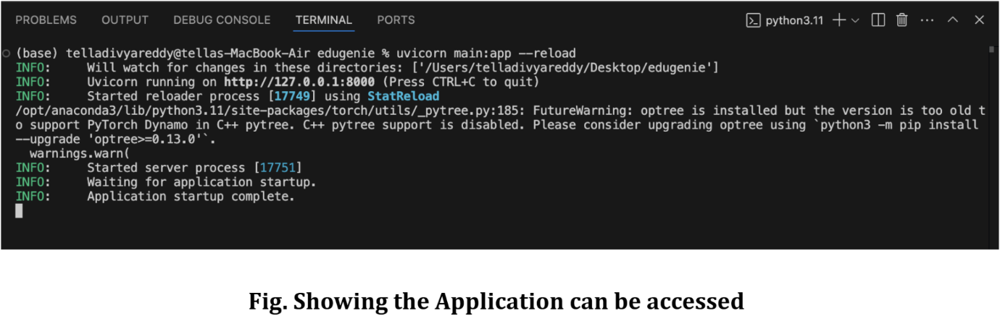 PROBLEMS OUTPUT DEBUG CONSOLE TERMINAL PORTS python3.11
(base) telladivyareddy@tellas-MacBook-Air edugenie % uvicorn main:app --reload
INFO: Will watch for changes in these directories: ['/Users/telladivyareddy/Desktop/edugenie']
INFO: Uvicorn running on http://127.0.0.1:8000 (Press CTRL+C to quit)
INFO: Started reloader process [17749] using StatReload
/opt/anaconda3/lib/python3.11/site-packages/torch/utils/_pytree.py:185: FutureWarning: optree is installed but the version is too old t
o support PyTorch Dynamo in C++ pytree. C++ pytree support is disabled. Please consider upgrading optree using `python3 -m pip install
--upgrade 'optree>=0.13.0'`.
warnings.warn(
INFO: Started server process [17751]
INFO: Waiting for application startup.
INFO: Application startup complete.
Fig. Showing the Application can be accessed